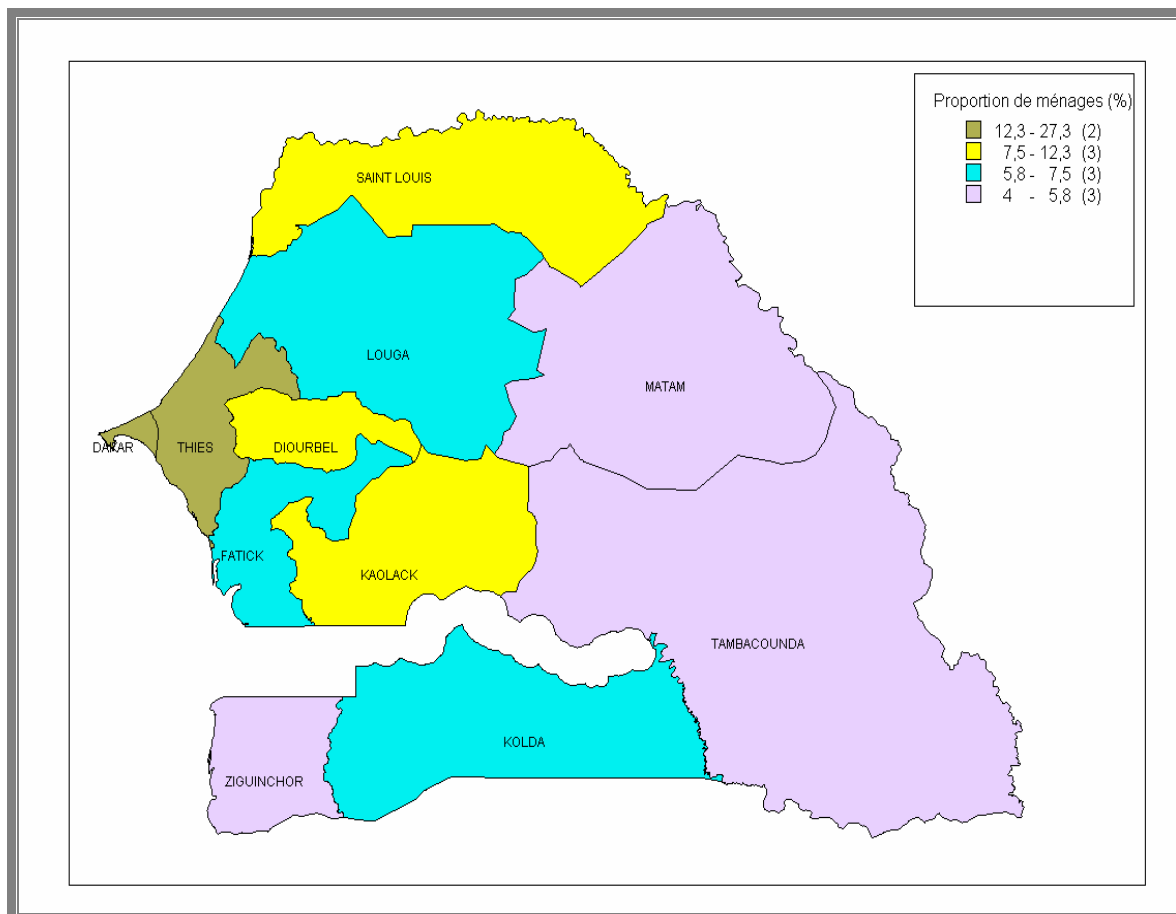 Proportion de ménages (%)
12,3 - 27,3 (2)
7,5 - 12,3 (3)
5,8 - 7,5 (3)
4 - 5,8 (3)
SAINT LOUIS
LOUGA
MATAM
DAKAR
THIES
DIOURBEL
FATICK
KAOLACK
TAMBACOUNDA
KOLDA
ZIGUINCHOR